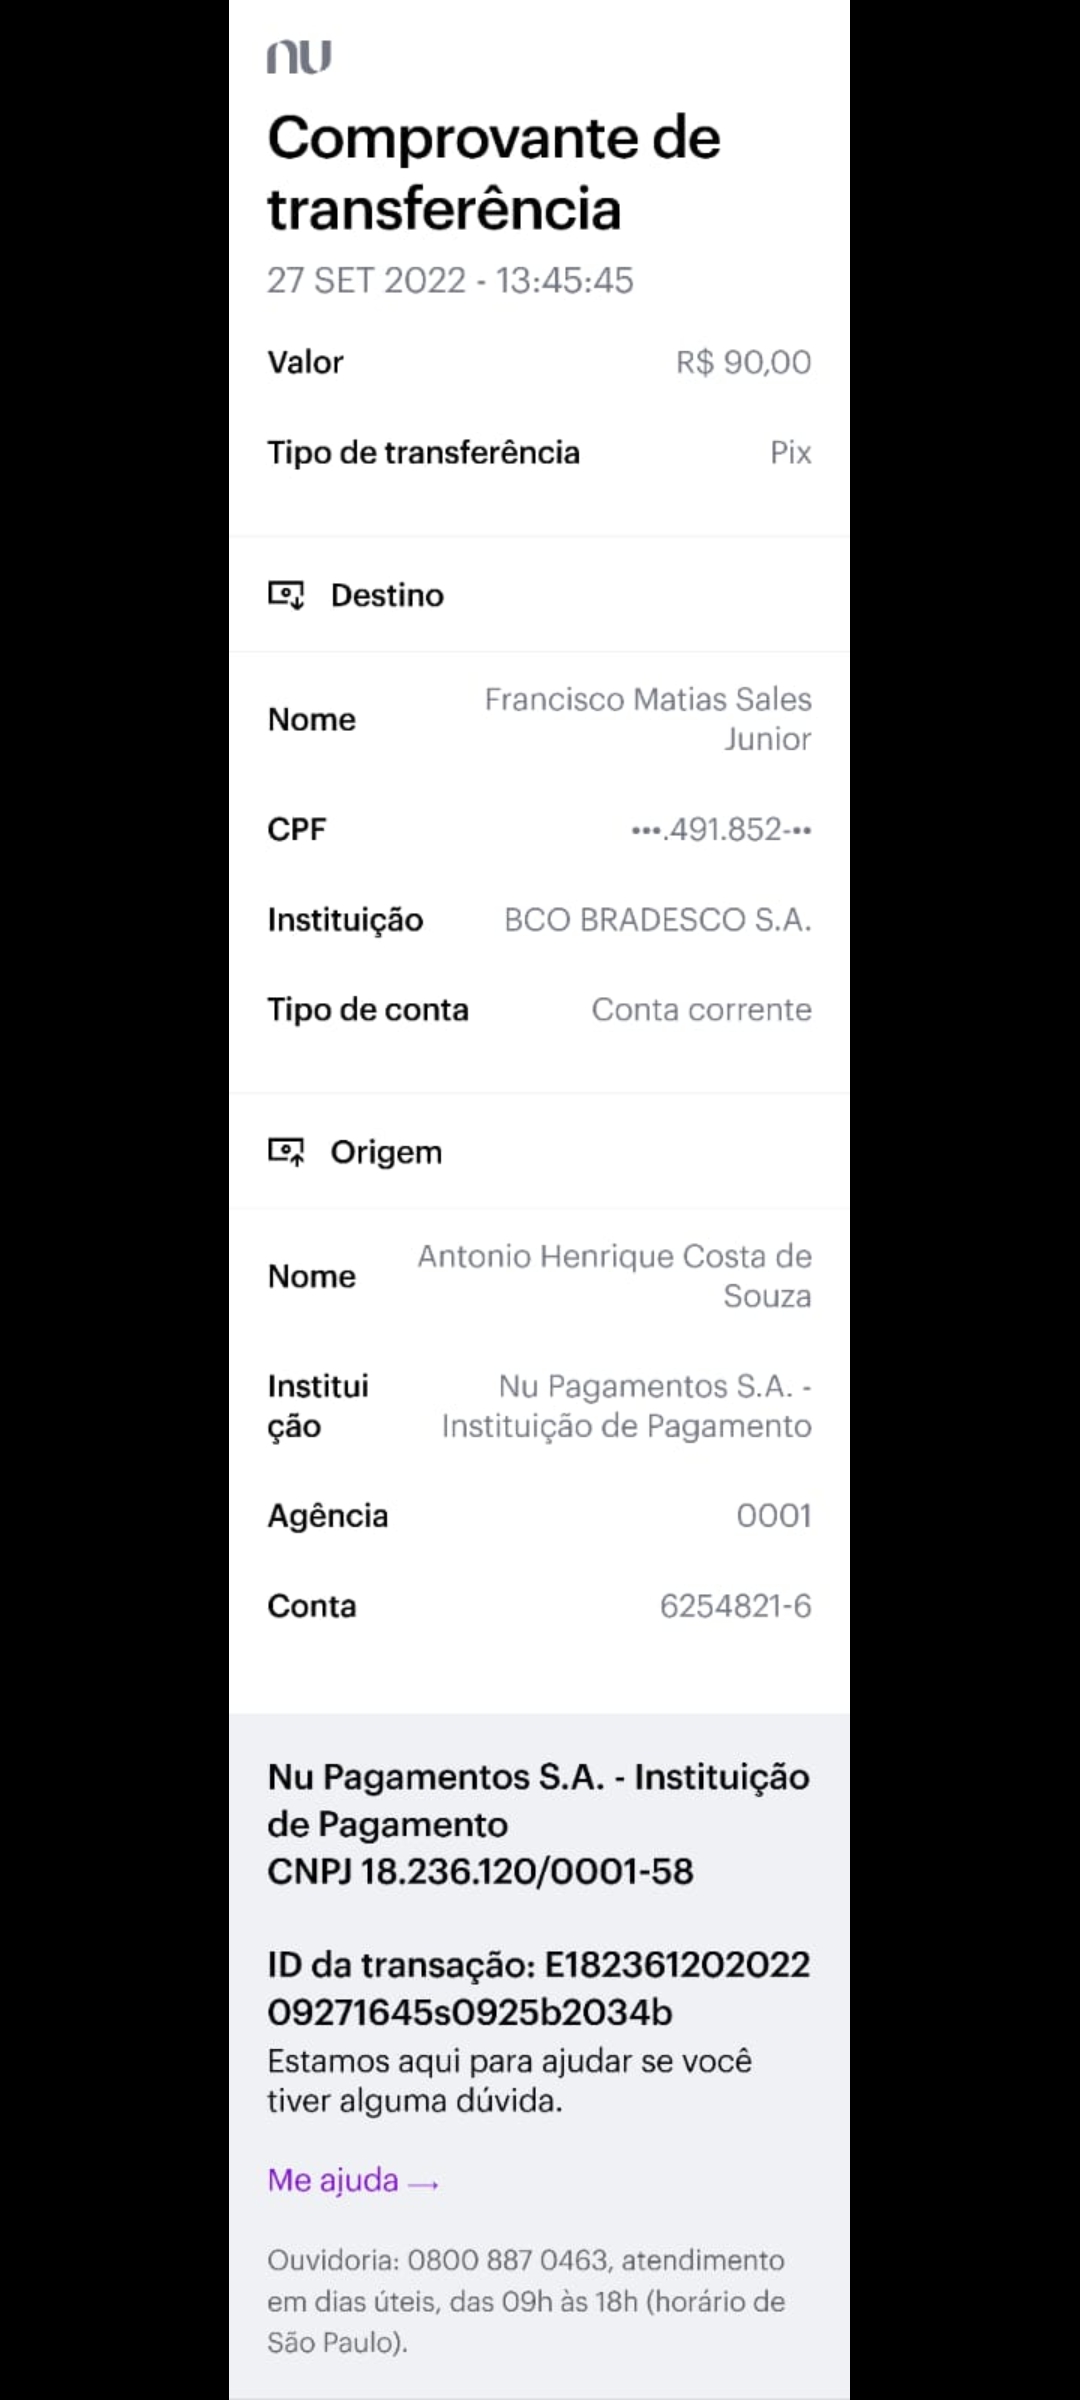 nu
Comprovante de
transferência
27 SET 2022 - 13:45:45
Valor R$ 90,00
Tipo de transferência Pix
Destino
Nome Francisco Matias Sales
Junior
CPF •••.491.852-••
Instituição BCO BRADESCO S.A.
Tipo de conta Conta corrente
Origem
Nome Antonio Henrique Costa de
Souza
Institui Nu Pagamentos S.A. -
ção Instituição de Pagamento
Agência 0001
Conta 6254821-6
Nu Pagamentos S.A. - Instituição
de Pagamento
CNPJ 18.236.120/0001-58
ID da transação: E182361202022
09271645s0925b2034b
Estamos aqui para ajudar se você
tiver alguma dúvida.
Me ajuda →
Ouvidoria: 0800 887 0463, atendimento
em dias úteis, das 09h às 18h (horário de
São Paulo).